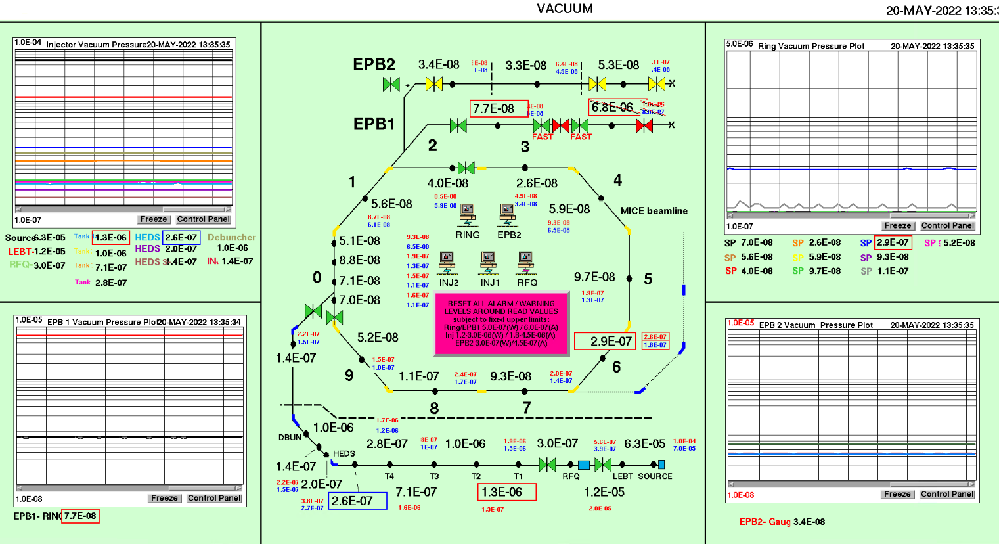 VACUUM
20-MAY-2022 13:35:
1.0E-04 Injector Vacuum Pressure20-MAY-2022 13:35:35
1.0E-07
Freeze Control Panel
Source 6.3E-05 Tank 1.3E-06 HEDS 2.6E-07 Debuncher
LEBT-1.2E-05 Tank 1.0E-06 HEDS 2.0E-07 1.0E-06
RFQ-3.0E-07 Tank 7.1E-07 HEDS 1.4E-07 IN. 1.4E-07
Tank 2.8E-07
1.0E-05 EPB 1 Vacuum Pressure Plot20-MAY-2022 13:35:34
1.0E-08
Freeze Control Panel
EPB1- RING 7.7E-08
EPB2 3.4E-08 E-08 3.3E-08 6.4E-08 5.3E-08 .1E-07
E-08 4.5E-08 .4E-08
X
7.7E-08 4E-08 6.8E-06
8E-08
EPB1 X
FAST FAST
2 3
1 4.0E-08 2.6E-08 4
8.5E-08 4.9E-08
5.9E-08 3.4E-08
5.6E-08 5.9E-08 MICE beamline
8.7E-08 9.3E-08
6.1E-08 6.5E-08
RING EPB2
5.1E-08 9.3E-08
6.5E-08
8.8E-08 1.9E-07
1.3E-07
0 7.1E-08 1.5E-07 INJ2 INJ1 RFQ 9.7E-08 5
1.1E-07
7.0E-08 1.6E-07 1.9E-07
1.1E-07 1.3E-07
RESET ALL ALARM / WARNING
LEVELS AROUND READ VALUES
subject to fixed upper limits:
Ring/EPB1 5.0E-07(W) / 6.0E-07(A)
Inj 1.2-3.0E-06(W) / 1.8-4.5E-06(A)
EPB2 3.0E-07(W)/4.5E-07(A)
2.2E-07 5.2E-08 2.9E-07 2.6E-07
1.5E-07 1.8E-07
1.4E-07 1.5E-07
1.0E-07
9 1.1E-07 2.4E-07 9.3E-08 2.0E-07 6
1.7E-07 1.4E-07
8 7
1.0E-06 1.7E-06
1.2E-06
DBUN 2.8E-07 E-07 1.0E-06 1.9E-06 3.0E-07 5.6E-07 6.3E-05 1.0E-04
1E-07 1.3E-06 3.9E-07 7.0E-05
HEDS
1.4E-07 T4 T3 T2 T1 RFQ LEBT SOURCE
2.2E-07 2.0E-07 7.1E-07 1.3E-06 1.2E-05
1.5E-07
3.8E-07 2.6E-07 1.6E-06 1.3E-07 2.0E-05
2.7E-07
5.0E-06 Ring Vacuum Pressure Plot 20-MAY-2022 13:35:35
1.0E-07
Freeze Control Panel
SP 7.0E-08 SP 2.6E-08 SP 2.9E-07 SP 5.2E-08
SP 5.6E-08 SP 5.9E-08 SP 9.3E-08
SP 4.0E-08 SP 9.7E-08 SP 1.1E-07
1.0E-05 EPB 2 Vacuum Pressure Plot 20-MAY-2022 13:35:35
1.0E-08
Freeze Control Panel
EPB2- Gaug 3.4E-08